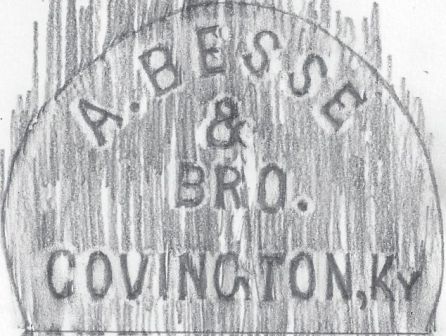 A. BESSE
&
BRO.
COVINGTON, KY